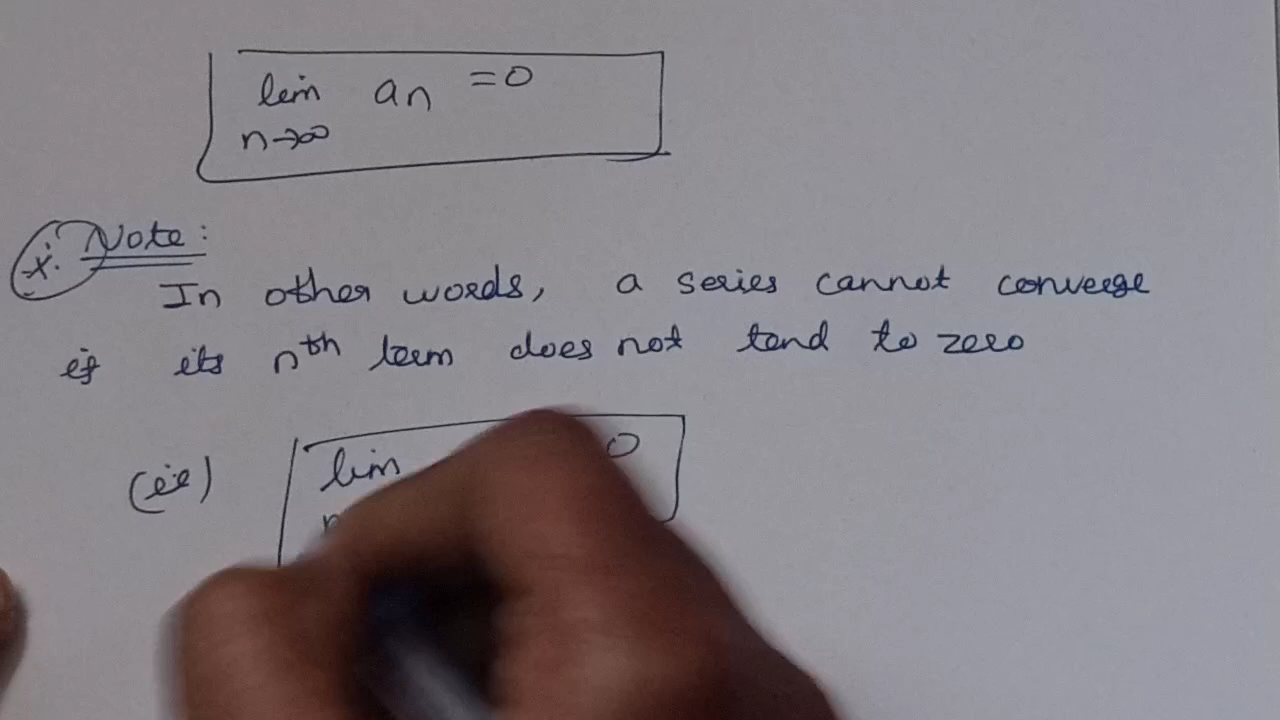 lim an = 0
n→∞
x. Note:
In other words, a series cannot converge
if its nth term does not tend to zero
(ie) lim 0
n